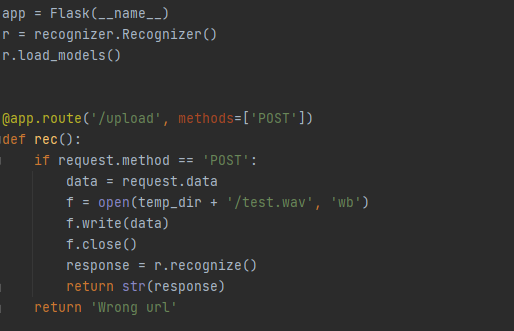 app = Flask(__name__)
r = recognizer.Recognizer()
r.load_models()
@app.route('/upload', methods=['POST'])
def rec():
    if request.method == 'POST':
        data = request.data
        f = open(temp_dir + '/test.wav', 'wb')
        f.write(data)
        f.close()
        response = r.recognize()
        return str(response)
    return 'Wrong url'